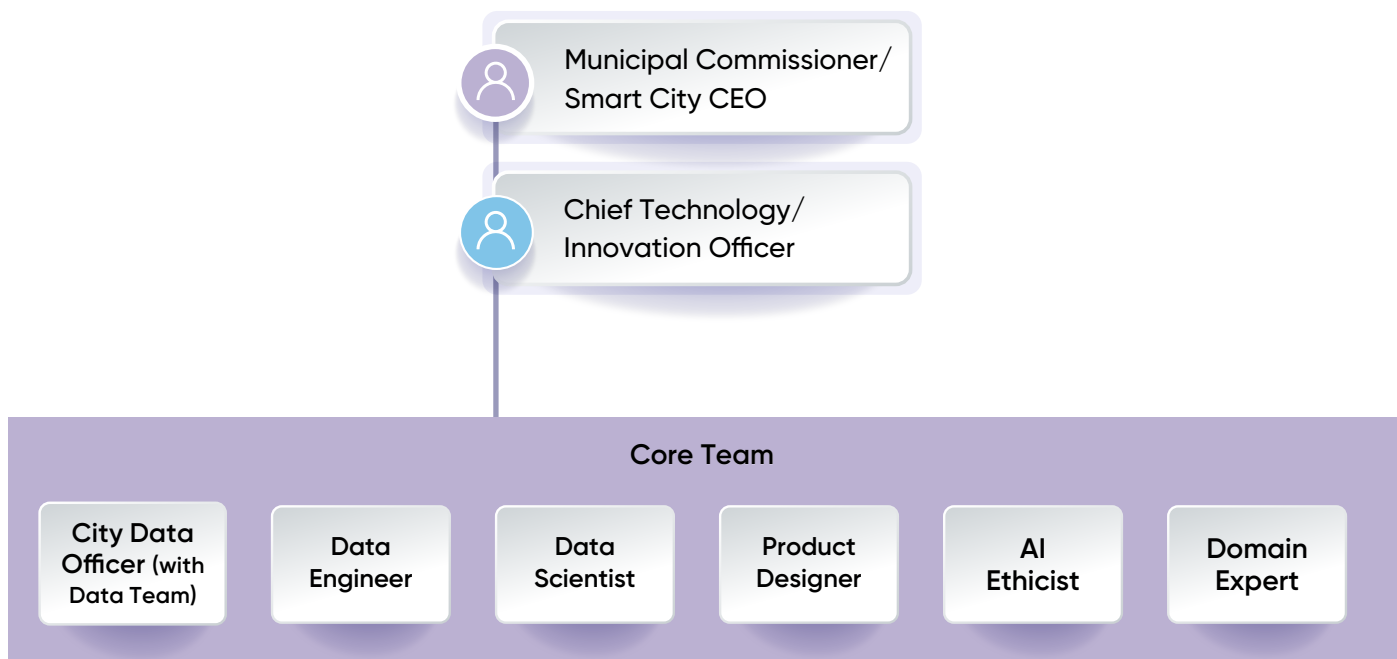 Municipal Commissioner/
Smart City CEO
Chief Technology/
Innovation Officer
Core Team
City Data
Officer (with
Data Team)
Data
Engineer
Data
Scientist
Product
Designer
AI
Ethicist
Domain
Expert